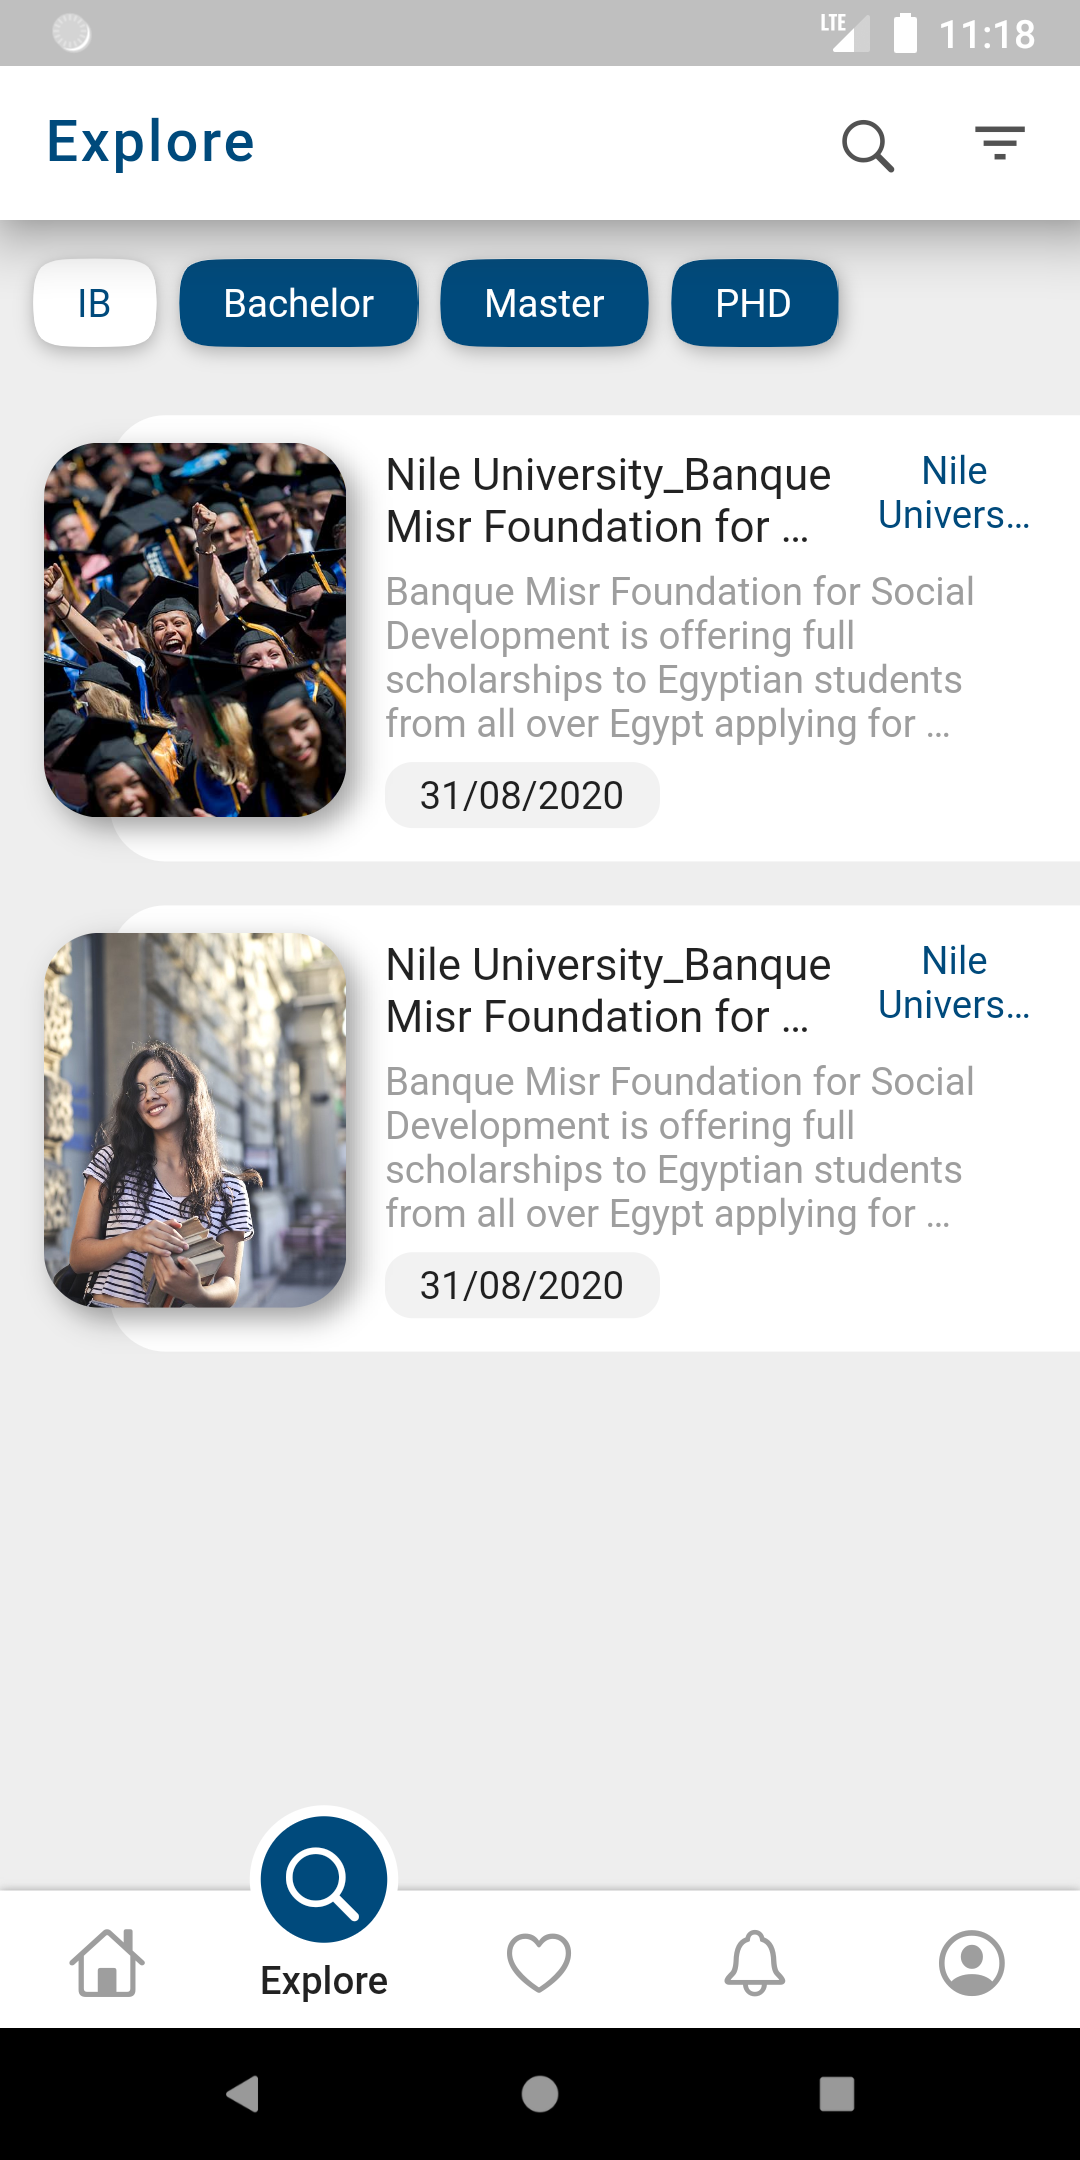 LTE 11:18
Explore
IB Bachelor Master PHD
Nile University_Banque
Misr Foundation for ...
Nile
Univers...
Banque Misr Foundation for Social
Development is offering full
scholarships to Egyptian students
from all over Egypt applying for ...
31/08/2020
Nile University_Banque
Misr Foundation for ...
Nile
Univers...
Banque Misr Foundation for Social
Development is offering full
scholarships to Egyptian students
from all over Egypt applying for ...
31/08/2020
Explore